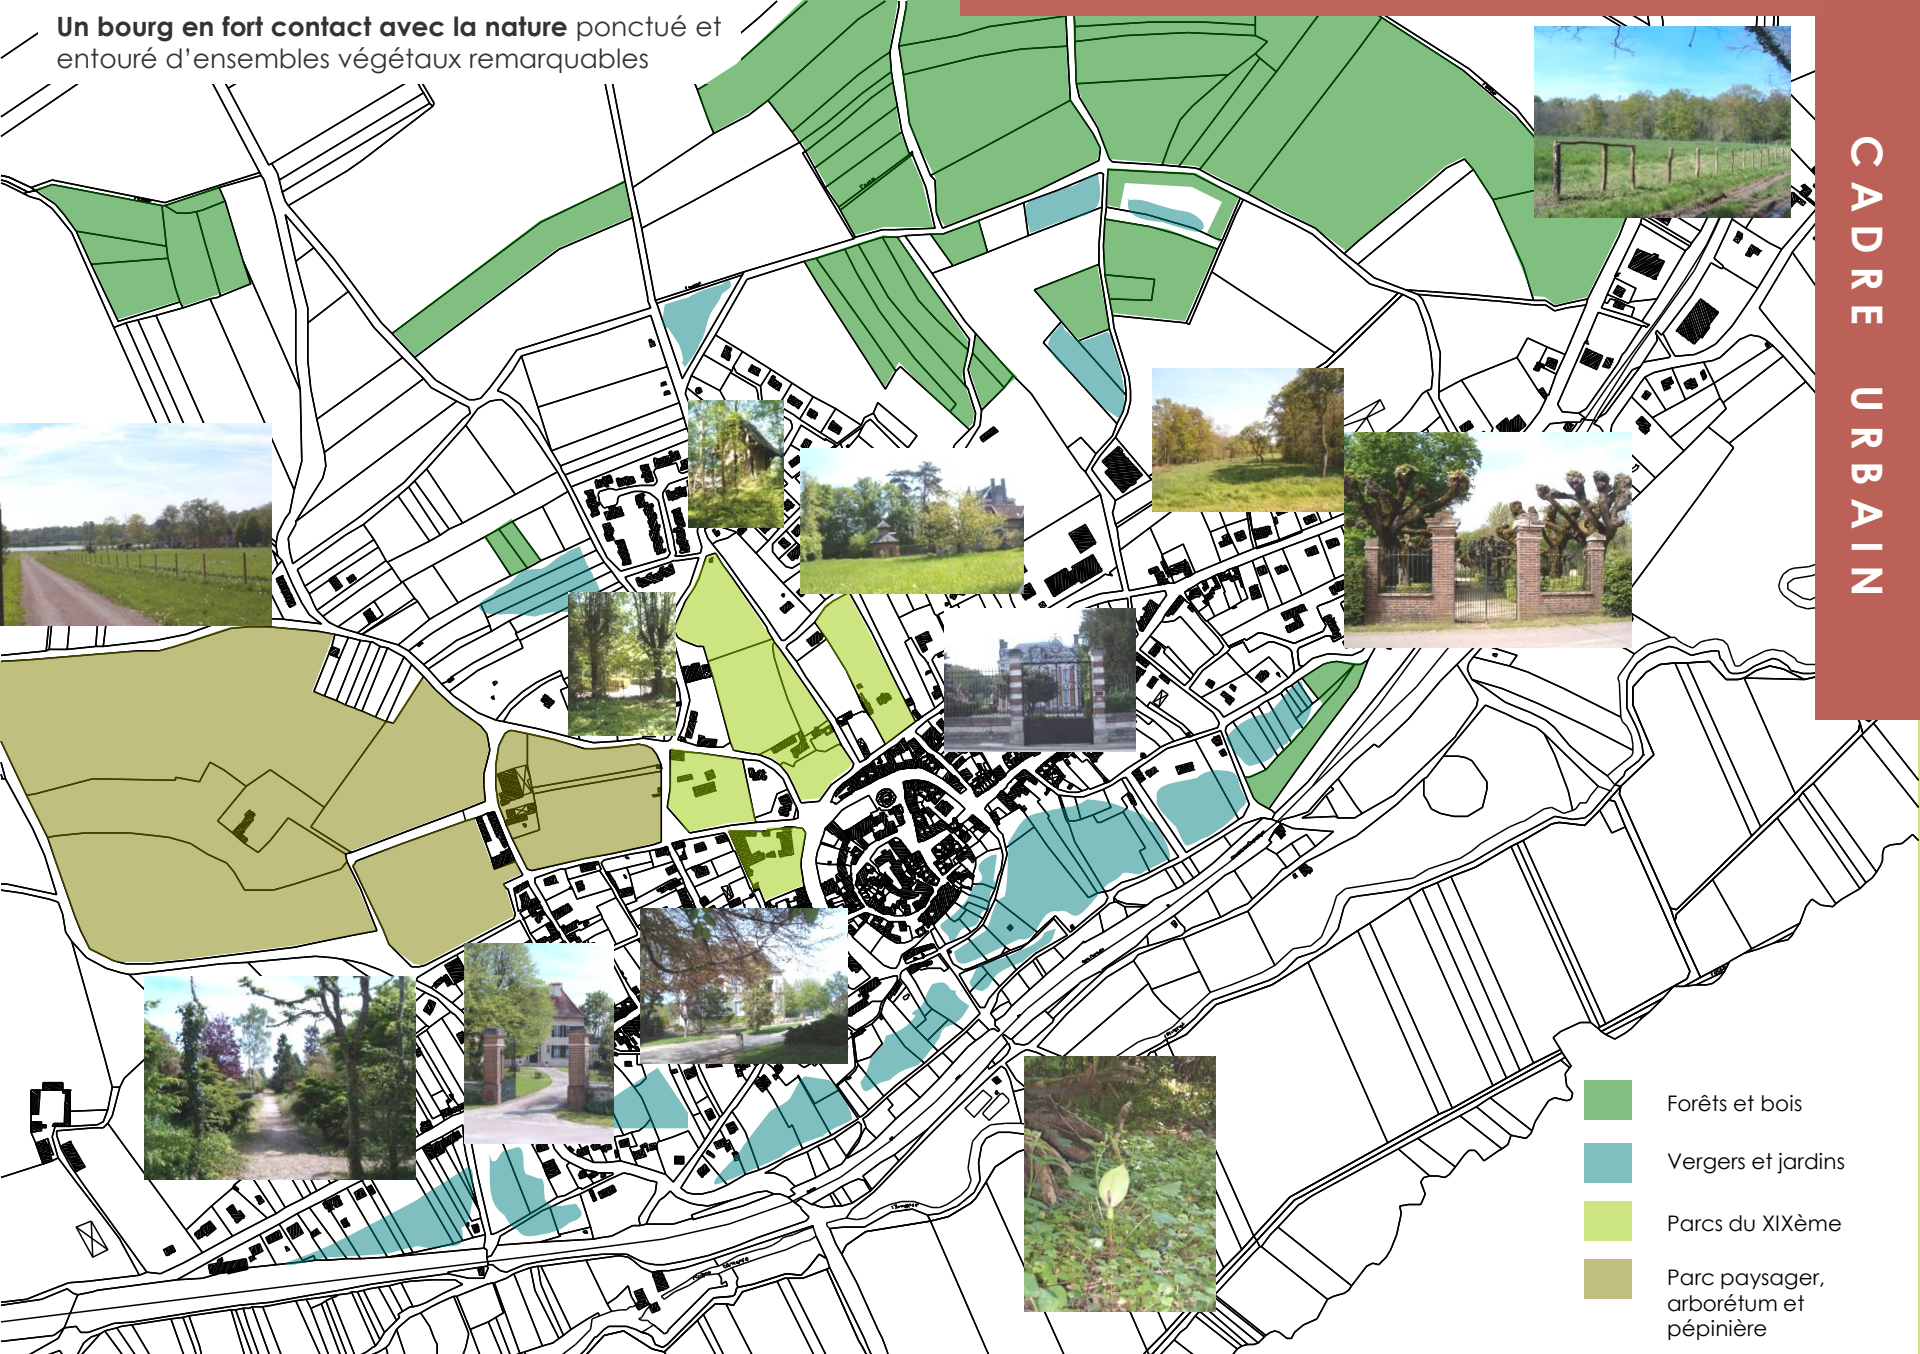 Un bourg en fort contact avec la nature ponctué et
entouré d'ensembles végétaux remarquables
CADRE URBAIN
Forêts et bois
Vergers et jardins
Parcs du XIXème
Parc paysager,
arborétum et
pépinière